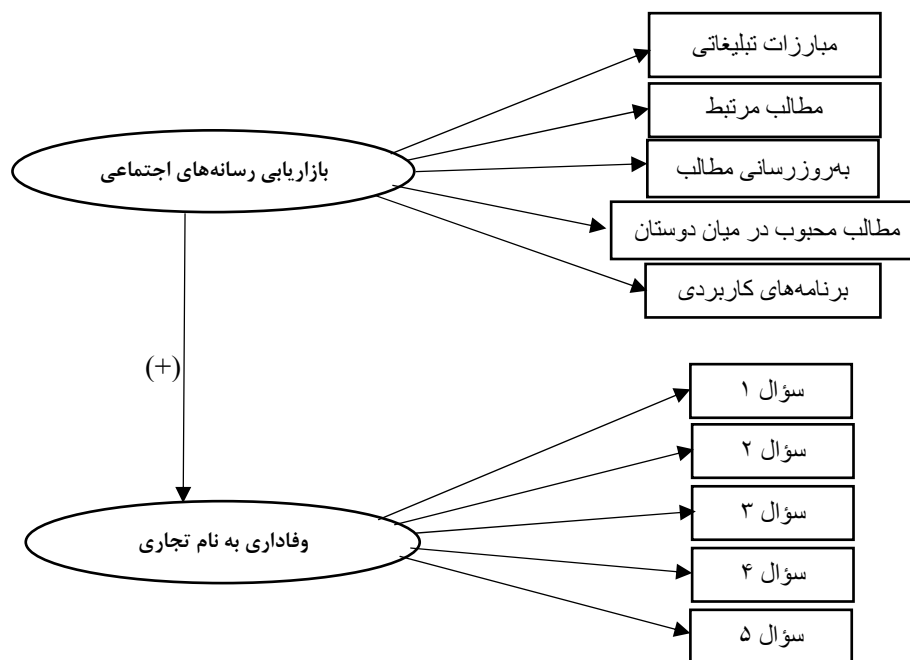 مبارزات تبلیغاتی
مطالب مرتبط
بازاریابی رسانه‌های اجتماعی
به‌روزرسانی مطالب
مطالب محبوب در میان دوستان
برنامه‌های کاربردی
(+)
سؤال ۱
سؤال ۲
سؤال ۳
وفاداری به نام تجاری
سؤال ۴
سؤال ۵